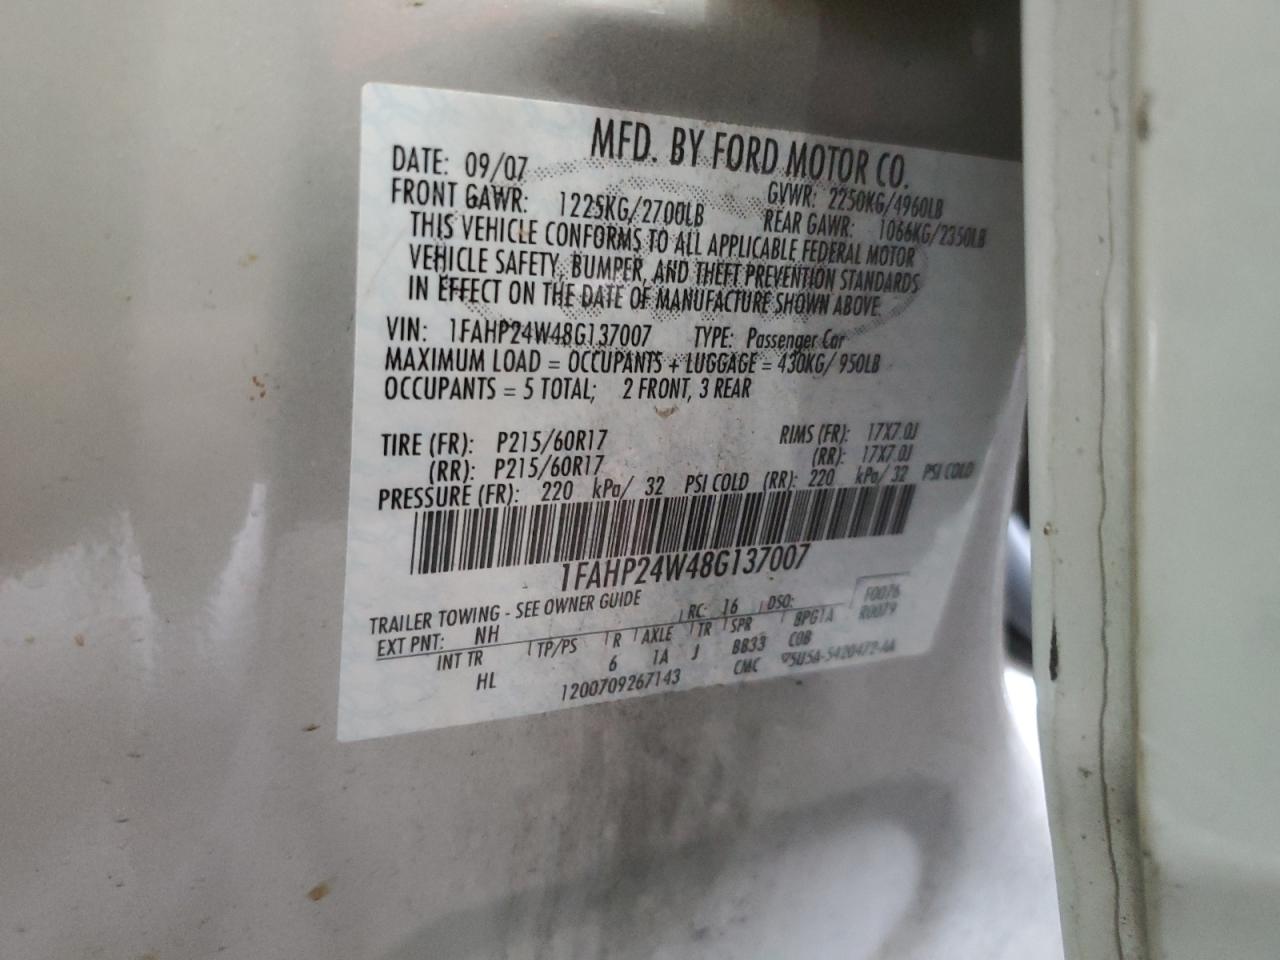 MFD. BY FORD MOTOR CO.
DATE: 09/07 GVWR: 2250KG/4960LB
FRONT GAWR: 1225KG/2700LB REAR GAWR: 1066KG/2350LB
THIS VEHICLE CONFORMS TO ALL APPLICABLE FEDERAL MOTOR
VEHICLE SAFETY, BUMPER, AND THEFT PREVENTION STANDARDS
IN EFFECT ON THE DATE OF MANUFACTURE SHOWN ABOVE.
VIN: 1FAHP24W48G137007 TYPE: Passenger Car
MAXIMUM LOAD = OCCUPANTS + LUGGAGE = 430KG/ 950LB
OCCUPANTS = 5 TOTAL; 2 FRONT, 3 REAR
TIRE (FR): P215/60R17 RIMS (FR): 17X7.0J
(RR): P215/60R17 (RR): 17X7.0J
PRESSURE (FR): 220 kPa/ 32 PSI COLD (RR): 220 kPa/ 32 PSI COLD
1FAHP24W48G137007
TRAILER TOWING - SEE OWNER GUIDE F0076
EXT PNT: NH RC: 16 DSO: R0079
INT TR TP/PS R AXLE TR SPR BPG1A
HL 6 1A J BB33 COB
1200709267143 CMC 5U5A-5420472-AA